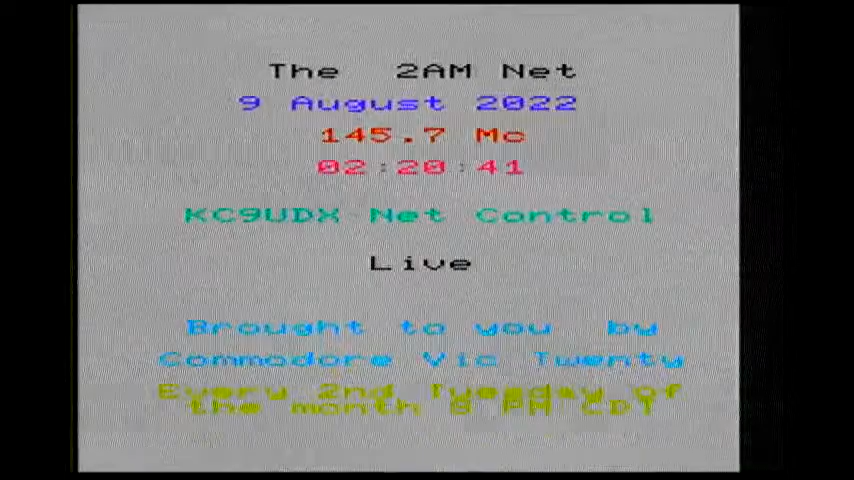 The 2AM Net
9 August 2022
145.7 Mc
02:20:41
KC9UDX Net Control
Live
Brought to you by
Commodore Vic Twenty
Every 2nd Tuesday of
the month 8 PM CDT